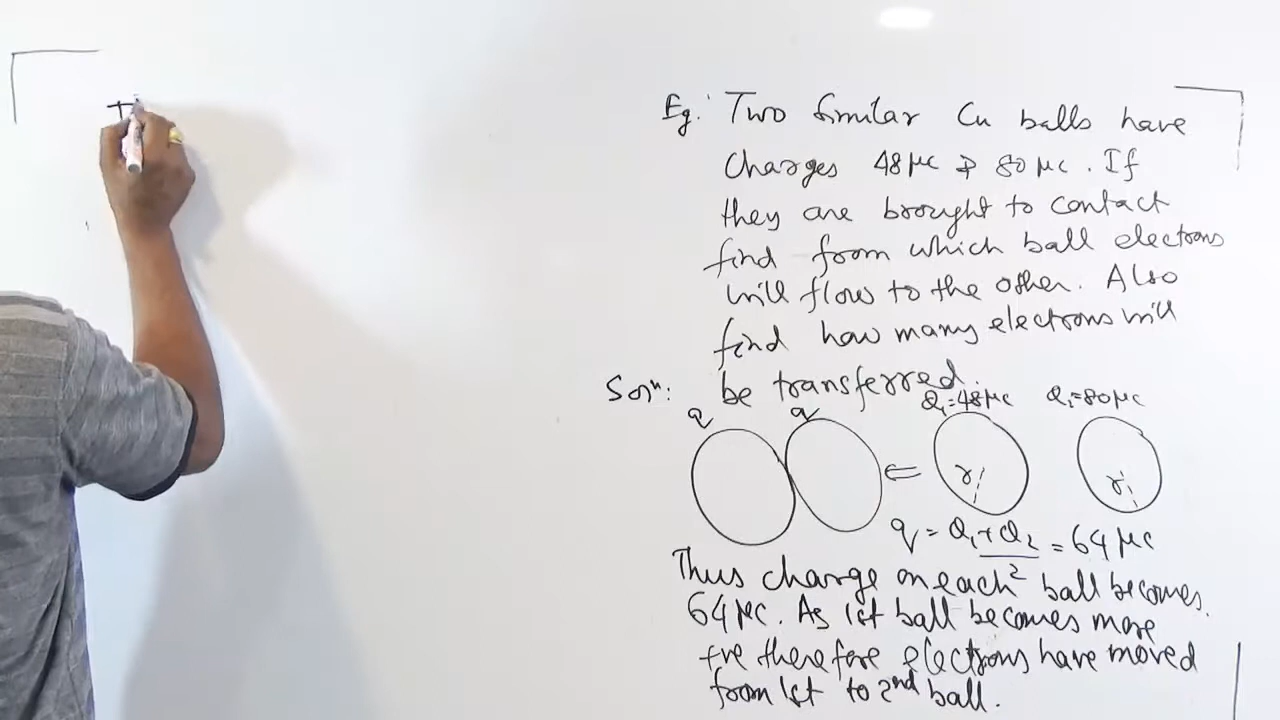 Eg: Two similar Cu balls have
charges 48 μc & 80 μc. If
they are brought to contact
find from which ball electrons
will flow to the other. Also
find how many electrons will
be transferred.
Solⁿ:
Q₁=48μc Q₂=80μc
q q
r r
q = Q₁+Q₂ = 64 μc
2
Thus charge on each ball becomes
64 μc. As 1st ball becomes more
+ve therefore electrons have moved
from 1st to 2nd ball.